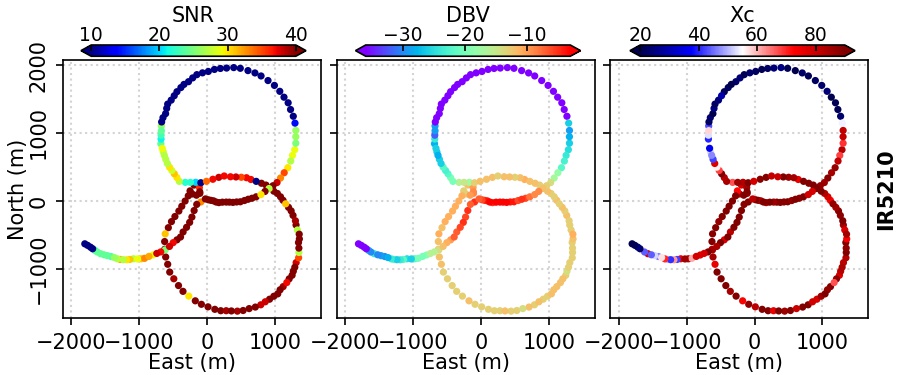 SNR DBV Xc
10 20 30 40 −30 −20 −10 20 40 60 80
2000
1000
0
−1000
North (m)
IR5210
−2000 −1000 0 1000 −2000 −1000 0 1000 −2000 −1000 0 1000
East (m) East (m) East (m)